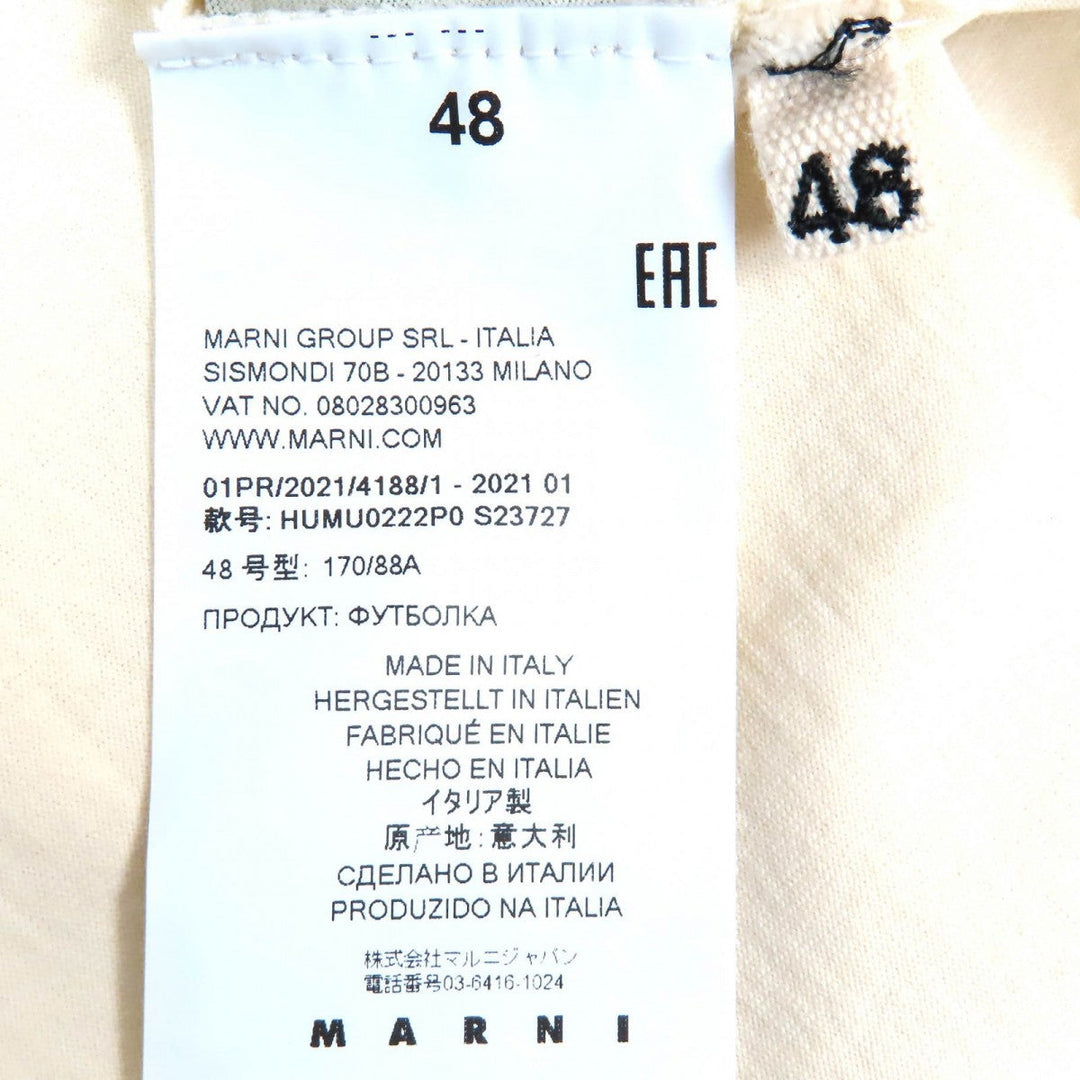 48
48
EAC
MARNI GROUP SRL - ITALIA
SISMONDI 70B - 20133 MILANO
VAT NO. 08028300963
WWW.MARNI.COM
01PR/2021/4188/1 - 2021 01
款号: HUMU0222P0 S23727
48 号型: 170/88A
ПРОДУКТ: ФУТБОЛКА
MADE IN ITALY
HERGESTELLT IN ITALIEN
FABRIQUÉ EN ITALIE
HECHO EN ITALIA
イタリア製
原产地: 意大利
СДЕЛАНО В ИТАЛИИ
PRODUZIDO NA ITALIA
株式会社マルニジャパン
電話番号03-6416-1024
MARNI